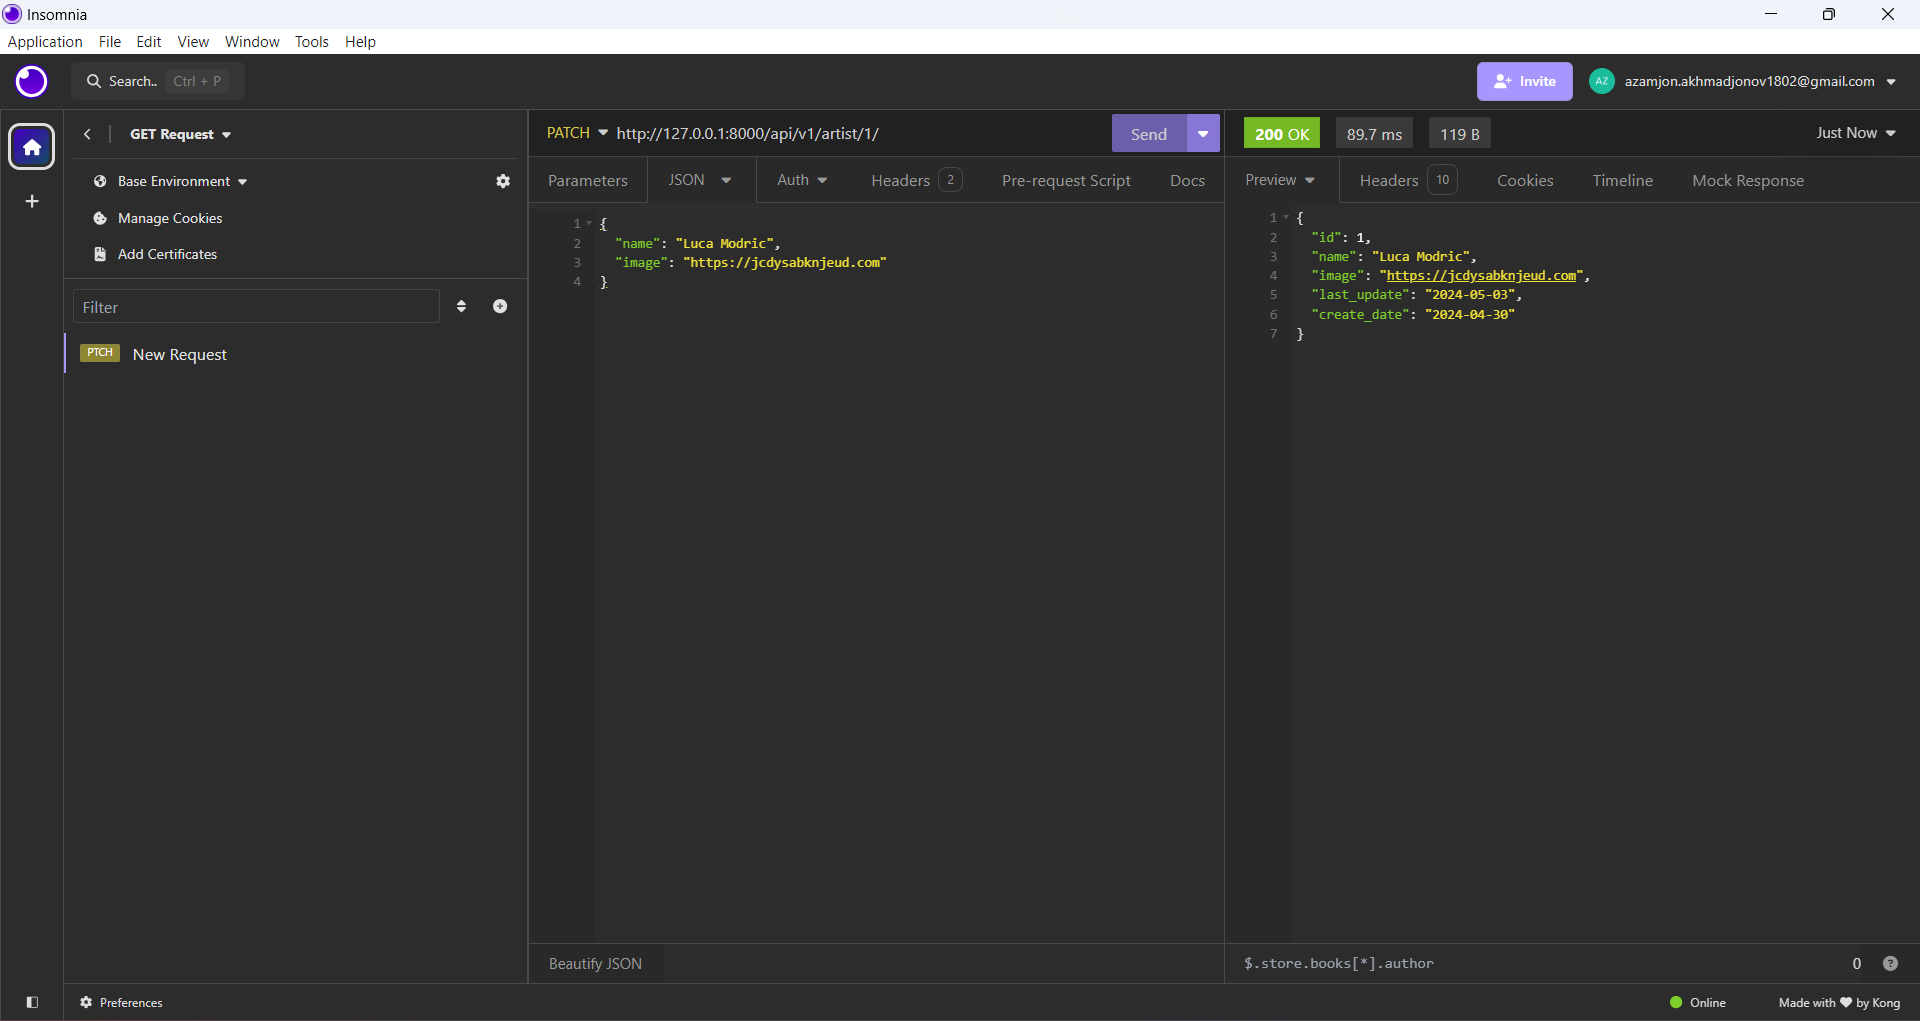 Insomnia
Application File Edit View Window Tools Help
Search.. Ctrl + P
Invite
AZ azamjon.akhmadjonov1802@gmail.com
GET Request
Base Environment
Manage Cookies
Add Certificates
Filter
PTCH New Request
PATCH http://127.0.0.1:8000/api/v1/artist/1/ Send
Parameters JSON Auth Headers 2 Pre-request Script Docs
1 {
2 "name": "Luca Modric",
3 "image": "https://jcdysabknjeud.com"
4 }
Beautify JSON
200 OK 89.7 ms 119 B Just Now
Preview Headers 10 Cookies Timeline Mock Response
1 {
2 "id": 1,
3 "name": "Luca Modric",
4 "image": "https://jcdysabknjeud.com",
5 "last_update": "2024-05-03",
6 "create_date": "2024-04-30"
7 }
$.store.books[*].author 0 ?
Preferences
Online Made with ♥ by Kong